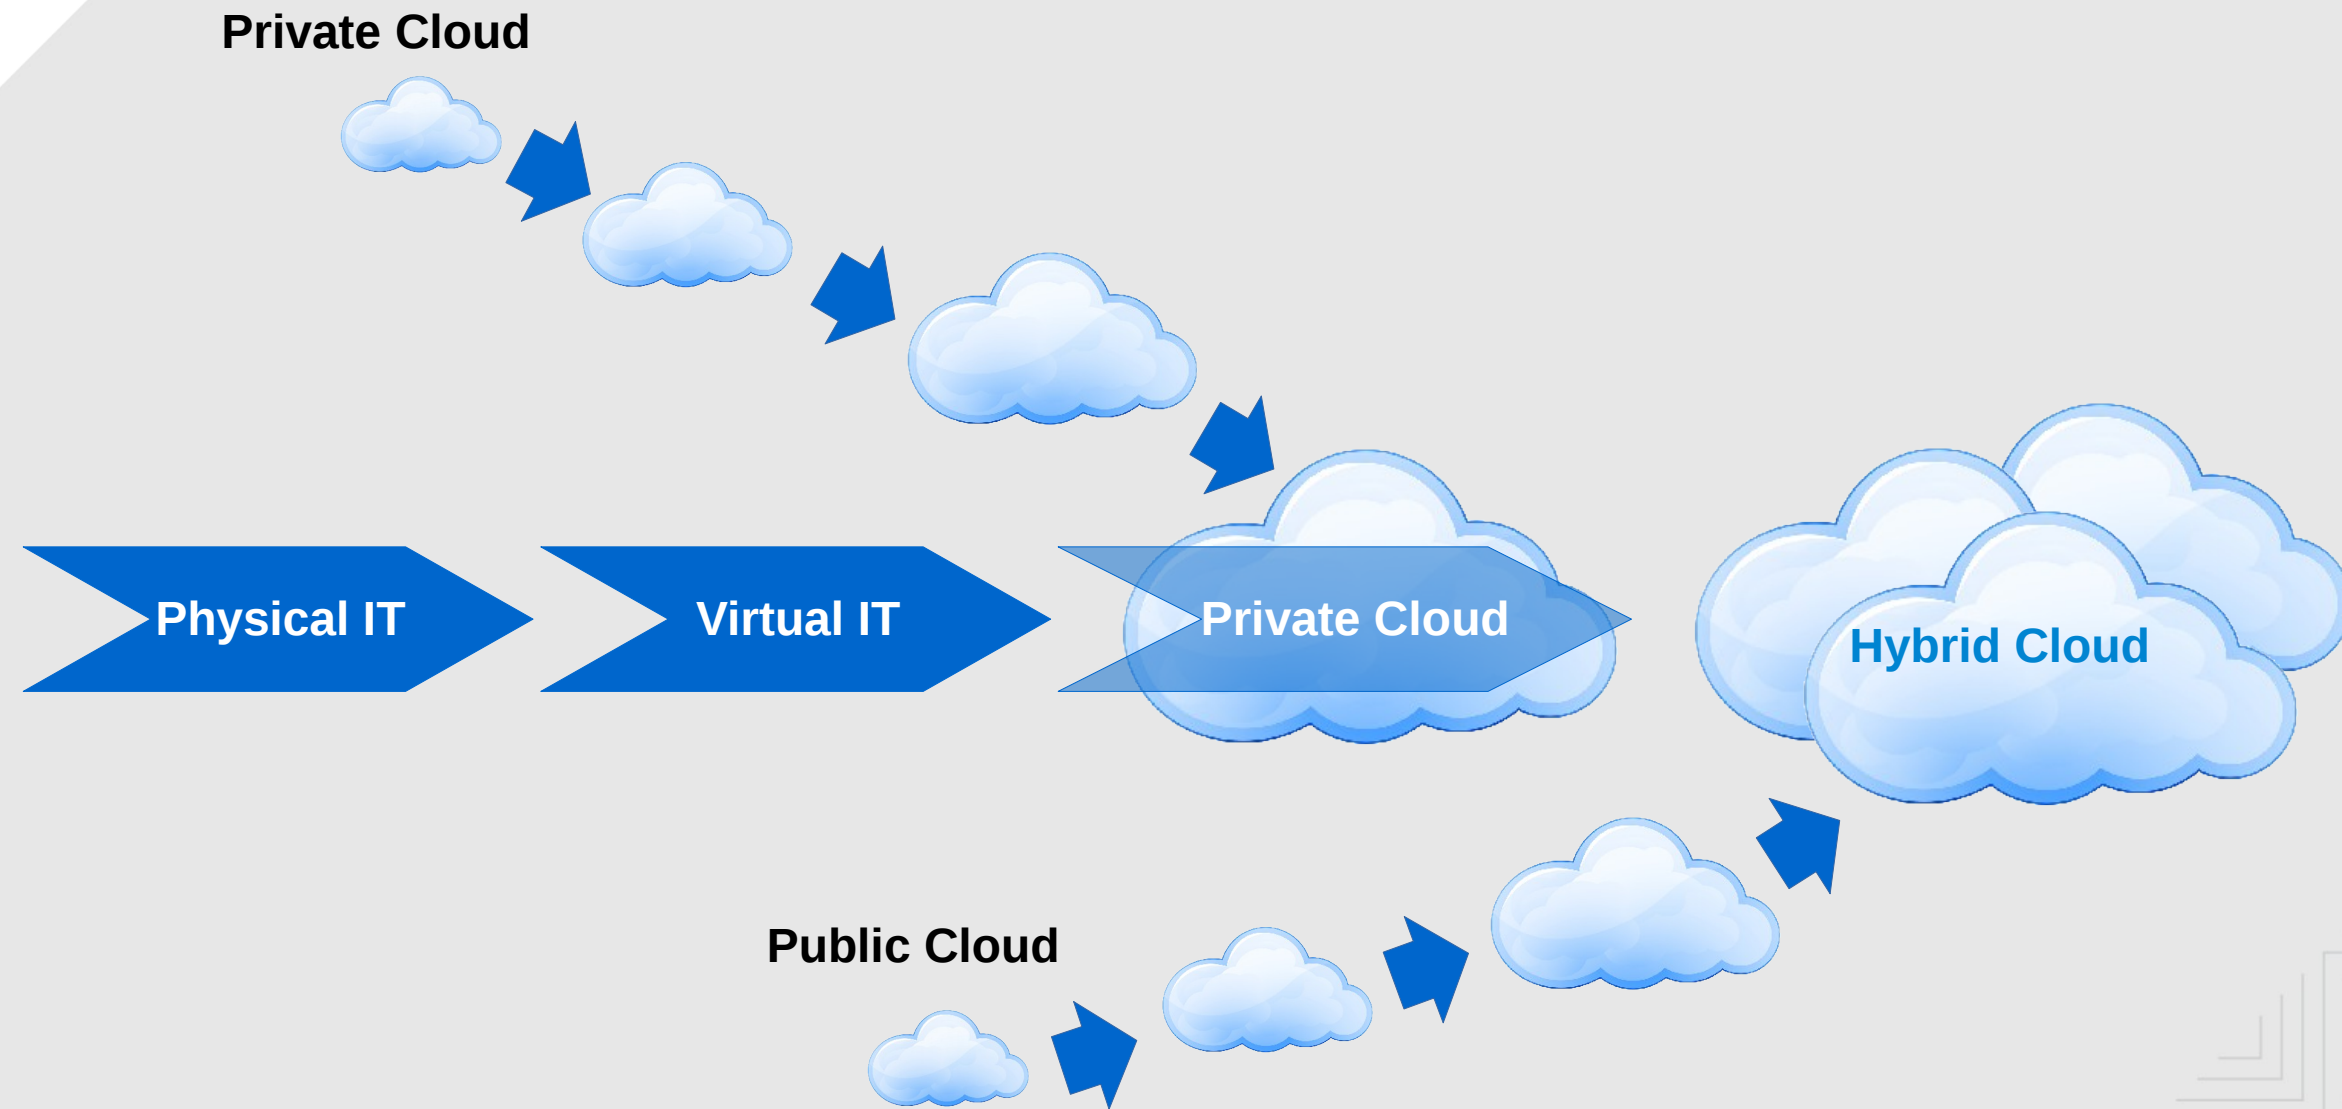 Private Cloud
Physical IT
Virtual IT
Private Cloud
Hybrid Cloud
Public Cloud